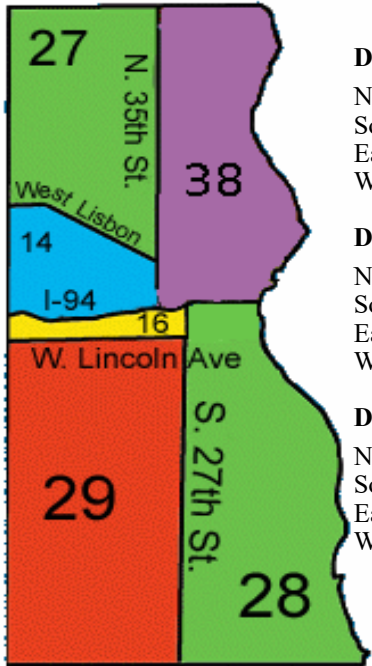 27
N. 35th St.
38
West Lisbon
14
I-94
16
W. Lincoln Ave
29
S. 27th St.
28
D
N
So
Ea
W
D
N
So
Ea
W
D
N
So
Ea
W